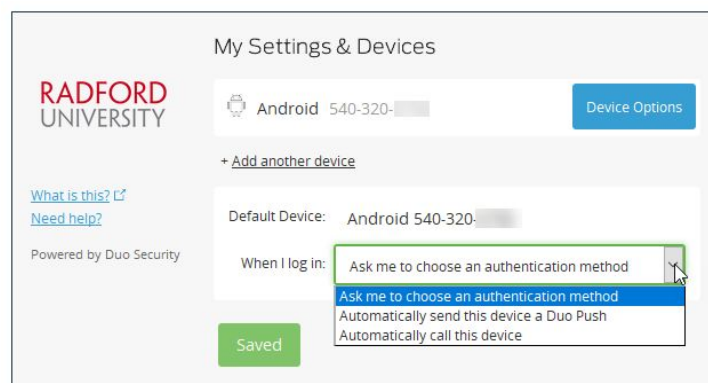 My Settings & Devices
RADFORD
UNIVERSITY
Android 540-320-
Device Options
+ Add another device
What is this?
Need help?
Powered by Duo Security
Default Device: Android 540-320-
When I log in: Ask me to choose an authentication method
Ask me to choose an authentication method
Automatically send this device a Duo Push
Automatically call this device
Saved